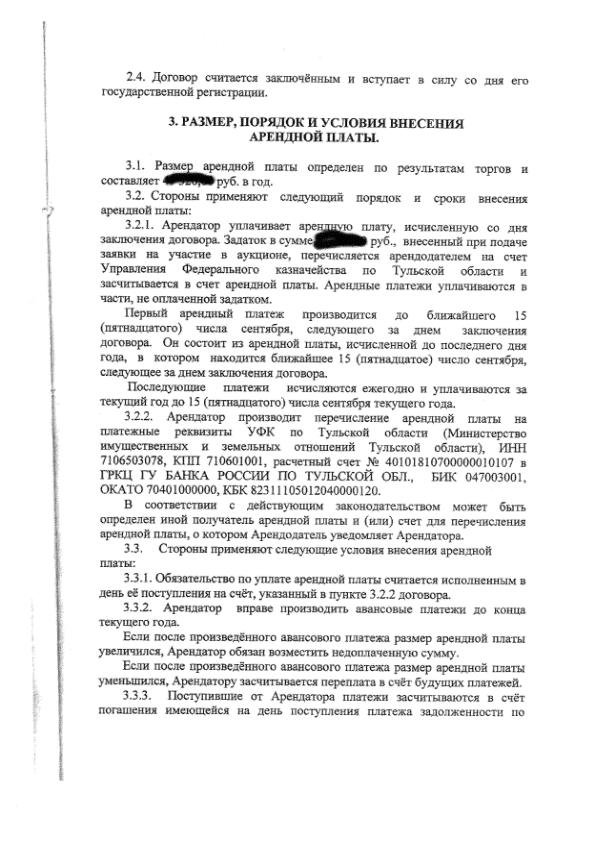 2.4. Договор считается заключённым и вступает в силу со дня его
государственной регистрации.
3. РАЗМЕР, ПОРЯДОК И УСЛОВИЯ ВНЕСЕНИЯ
АРЕНДНОЙ ПЛАТЫ.
3.1. Размер арендной платы определен по результатам торгов и
составляет руб. в год.
3.2. Стороны применяют следующий порядок и сроки внесения
арендной платы:
3.2.1. Арендатор уплачивает арендную плату, исчисленную со дня
заключения договора. Задаток в сумме руб., внесенный при подаче
заявки на участие в аукционе, перечисляется арендодателем на счет
Управления Федерального казначейства по Тульской области и
засчитывается в счет арендной платы. Арендные платежи уплачиваются в
части, не оплаченной задатком.
Первый арендный платеж производится до ближайшего 15
(пятнадцатого) числа сентября, следующего за днем заключения
договора. Он состоит из арендной платы, исчисленной до последнего дня
года, в котором находится ближайшее 15 (пятнадцатое) число сентября,
следующее за днем заключения договора.
Последующие платежи исчисляются ежегодно и уплачиваются за
текущий год до 15 (пятнадцатого) числа сентября текущего года.
3.2.2. Арендатор производит перечисление арендной платы на
платежные реквизиты УФК по Тульской области (Министерство
имущественных и земельных отношений Тульской области), ИНН
7106503078, КПП 710601001, расчетный счет № 40101810700000010107 в
ГРКЦ ГУ БАНКА РОССИИ ПО ТУЛЬСКОЙ ОБЛ., БИК 047003001,
ОКАТО 70401000000, КБК 82311105012040000120.
В соответствии с действующим законодательством может быть
определен иной получатель арендной платы и (или) счет для перечисления
арендной платы, о котором Арендодатель уведомляет Арендатора.
3.3. Стороны применяют следующие условия внесения арендной
платы:
3.3.1. Обязательство по уплате арендной платы считается исполненным в
день её поступления на счёт, указанный в пункте 3.2.2 договора.
3.3.2. Арендатор вправе производить авансовые платежи до конца
текущего года.
Если после произведённого авансового платежа размер арендной платы
увеличился, Арендатор обязан возместить недоплаченную сумму.
Если после произведённого авансового платежа размер арендной платы
уменьшился, Арендатору засчитывается переплата в счёт будущих платежей.
3.3.3. Поступившие от Арендатора платежи засчитываются в счёт
погашения имеющейся на день поступления платежа задолженности по